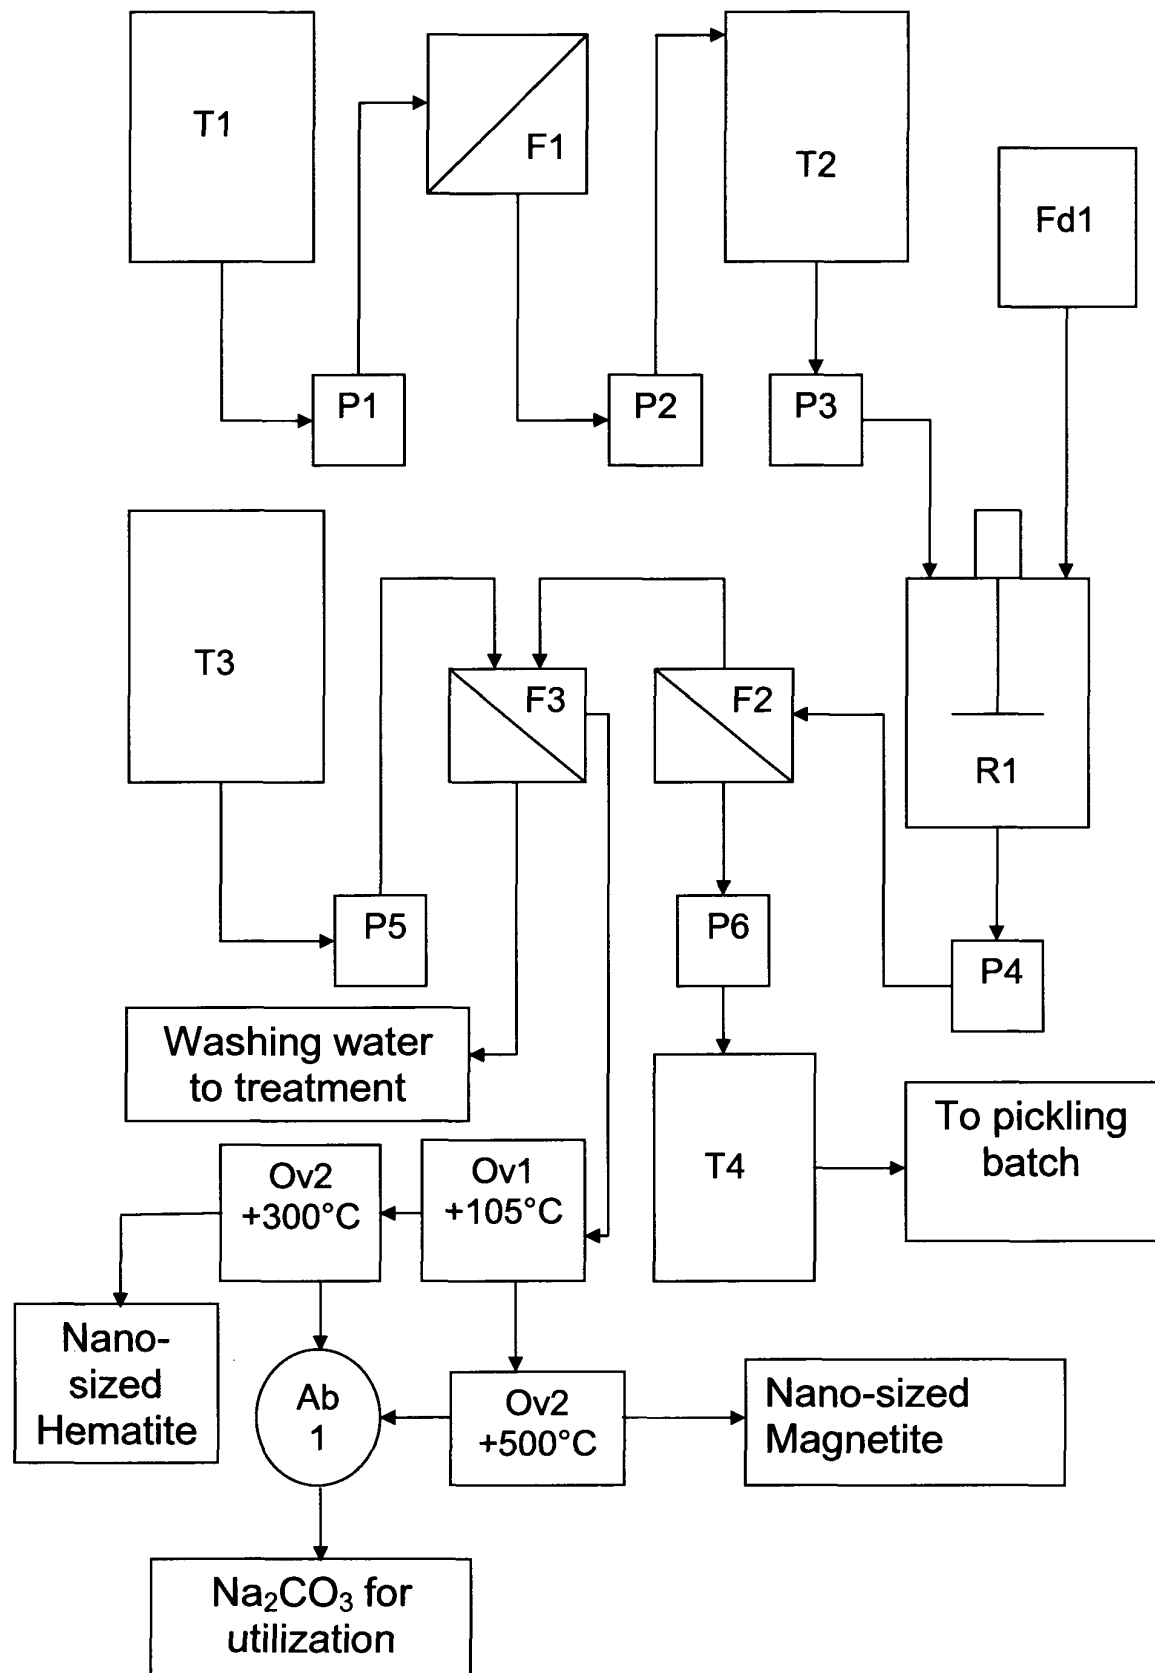 T1
F1
T2
Fd1
P1
P2
P3
T3
F3
F2
R1
P5
P6
P4
Washing water
to treatment
To pickling
batch
T4
Ov2
+300°C
Ov1
+105°C
Nano-
sized
Hematite
Ab
1
Ov2
+500°C
Nano-sized
Magnetite
Na₂CO₃ for
utilization